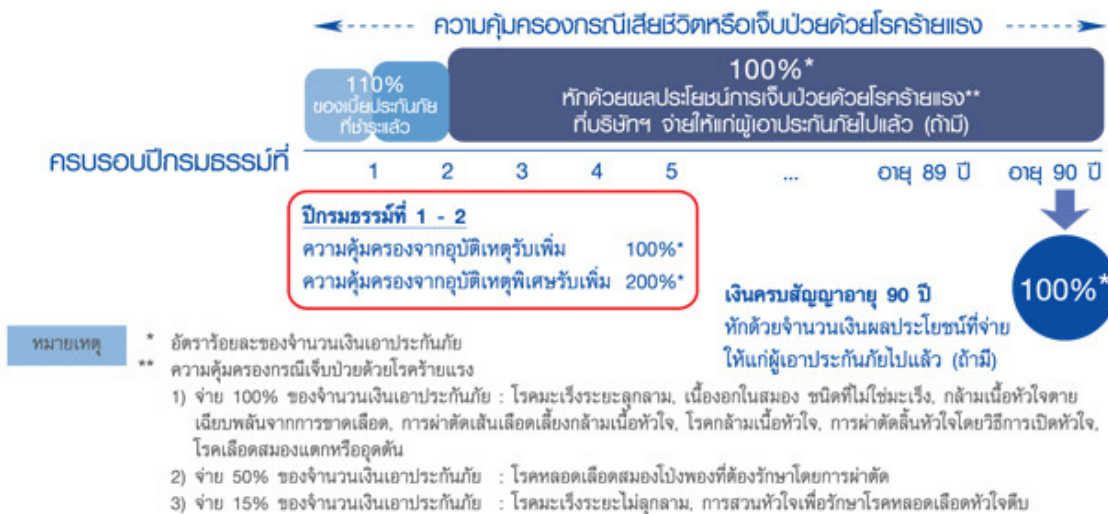 ความคุ้มครองกรณีเสียชีวิตหรือเจ็บป่วยด้วยโรคร้ายแรง
110%
ของเบี้ยประกันภัย
ที่ชำระแล้ว
100%*
หักด้วยผลประโยชน์การเจ็บป่วยด้วยโรคร้ายแรง**
ที่บริษัทฯ จ่ายให้แก่ผู้เอาประกันภัยไปแล้ว (ถ้ามี)
ครบรอบปีกรมธรรม์ที่ 1 2 3 4 5 ... อายุ 89 ปี อายุ 90 ปี
ปีกรมธรรม์ที่ 1 - 2
ความคุ้มครองจากอุบัติเหตุรับเพิ่ม 100%*
ความคุ้มครองจากอุบัติเหตุพิเศษรับเพิ่ม 200%*
เงินครบสัญญาอายุ 90 ปี
หักด้วยจำนวนเงินผลประโยชน์ที่จ่าย
ให้แก่ผู้เอาประกันภัยไปแล้ว (ถ้ามี)
100%*
หมายเหตุ * อัตราร้อยละของจำนวนเงินเอาประกันภัย
** ความคุ้มครองกรณีเจ็บป่วยด้วยโรคร้ายแรง
1) จ่าย 100% ของจำนวนเงินเอาประกันภัย : โรคมะเร็งระยะลุกลาม, เนื้องอกในสมอง ชนิดที่ไม่ใช่มะเร็ง, กล้ามเนื้อหัวใจตาย
เฉียบพลันจากการขาดเลือด, การผ่าตัดเส้นเลือดเลี้ยงกล้ามเนื้อหัวใจ, โรคกล้ามเนื้อหัวใจ, การผ่าตัดลิ้นหัวใจโดยวิธีการเปิดหัวใจ,
โรคเลือดสมองแตกหรืออุดตัน
2) จ่าย 50% ของจำนวนเงินเอาประกันภัย : โรคหลอดเลือดสมองโป่งพองที่ต้องรักษาโดยการผ่าตัด
3) จ่าย 15% ของจำนวนเงินเอาประกันภัย : โรคมะเร็งระยะไม่ลุกลาม, การสวนหัวใจเพื่อรักษาโรคหลอดเลือดหัวใจตีบ